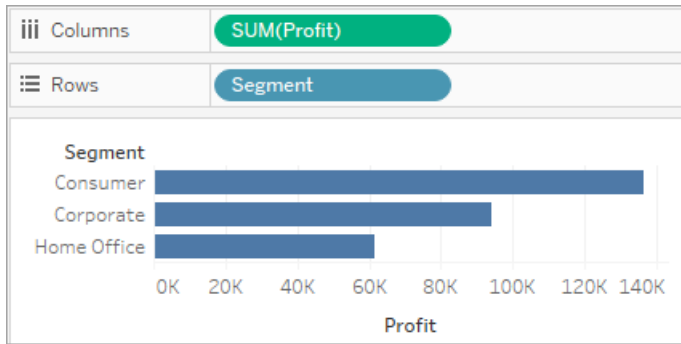 Columns SUM(Profit)
Rows Segment
Segment
Consumer
Corporate
Home Office
0K 20K 40K 60K 80K 100K 120K 140K
Profit